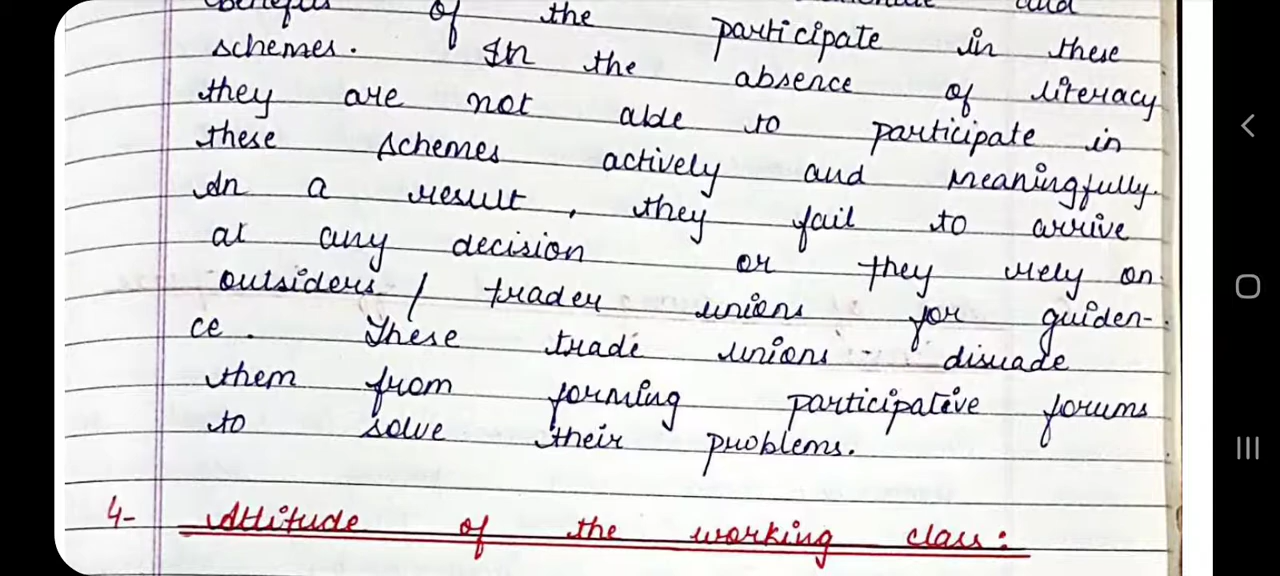 of the participate in these
schemes. In the absence of literacy
they are not able to participate in
these schemes actively and meaningfully.
In a result, they fail to arrive
at any decision or they rely on
outsiders / trader unions for guiden-
ce. These trade unions disuade
them from forming participative forums
to solve their problems.
4- Attitude of the working class: